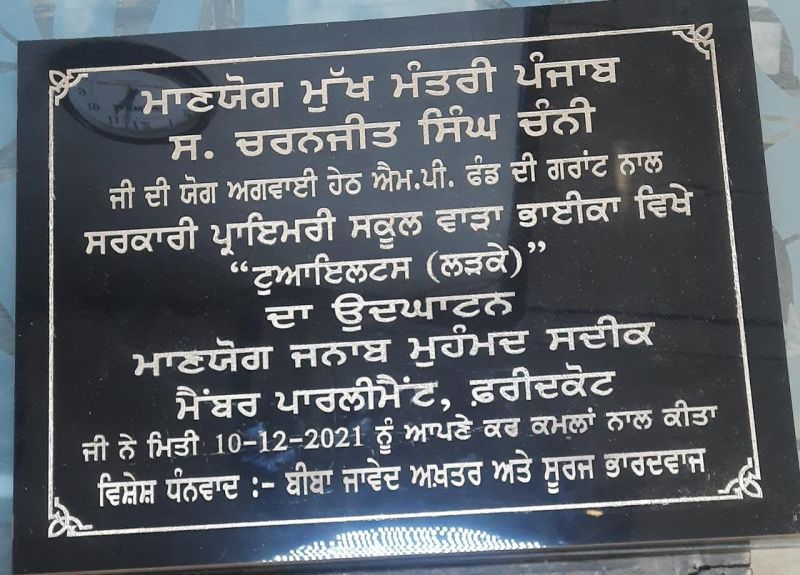 ਮਾਣਯੋਗ ਮੁੱਖ ਮੰਤਰੀ ਪੰਜਾਬ
ਸ. ਚਰਨਜੀਤ ਸਿੰਘ ਚੰਨੀ
ਜੀ ਦੀ ਯੋਗ ਅਗਵਾਈ ਹੇਠ ਐਮ.ਪੀ. ਫੰਡ ਦੀ ਗਰਾਂਟ ਨਾਲ
ਸਰਕਾਰੀ ਪ੍ਰਾਇਮਰੀ ਸਕੂਲ ਵਾੜਾ ਭਾਈਕਾ ਵਿਖੇ
“ਟੁਆਇਲਟਸ (ਲੜਕੇ)”
ਦਾ ਉਦਘਾਟਨ
ਮਾਣਯੋਗ ਜਨਾਬ ਮੁਹੰਮਦ ਸਦੀਕ
ਮੈਂਬਰ ਪਾਰਲੀਮੈਂਟ, ਫ਼ਰੀਦਕੋਟ
ਜੀ ਨੇ ਮਿਤੀ 10-12-2021 ਨੂੰ ਆਪਣੇ ਕਰ ਕਮਲਾਂ ਨਾਲ ਕੀਤਾ
ਵਿਸ਼ੇਸ਼ ਧੰਨਵਾਦ :- ਬੀਬਾ ਜਾਵੇਦ ਅਖ਼ਤਰ ਅਤੇ ਸੂਰਜ ਭਾਰਦਵਾਜ